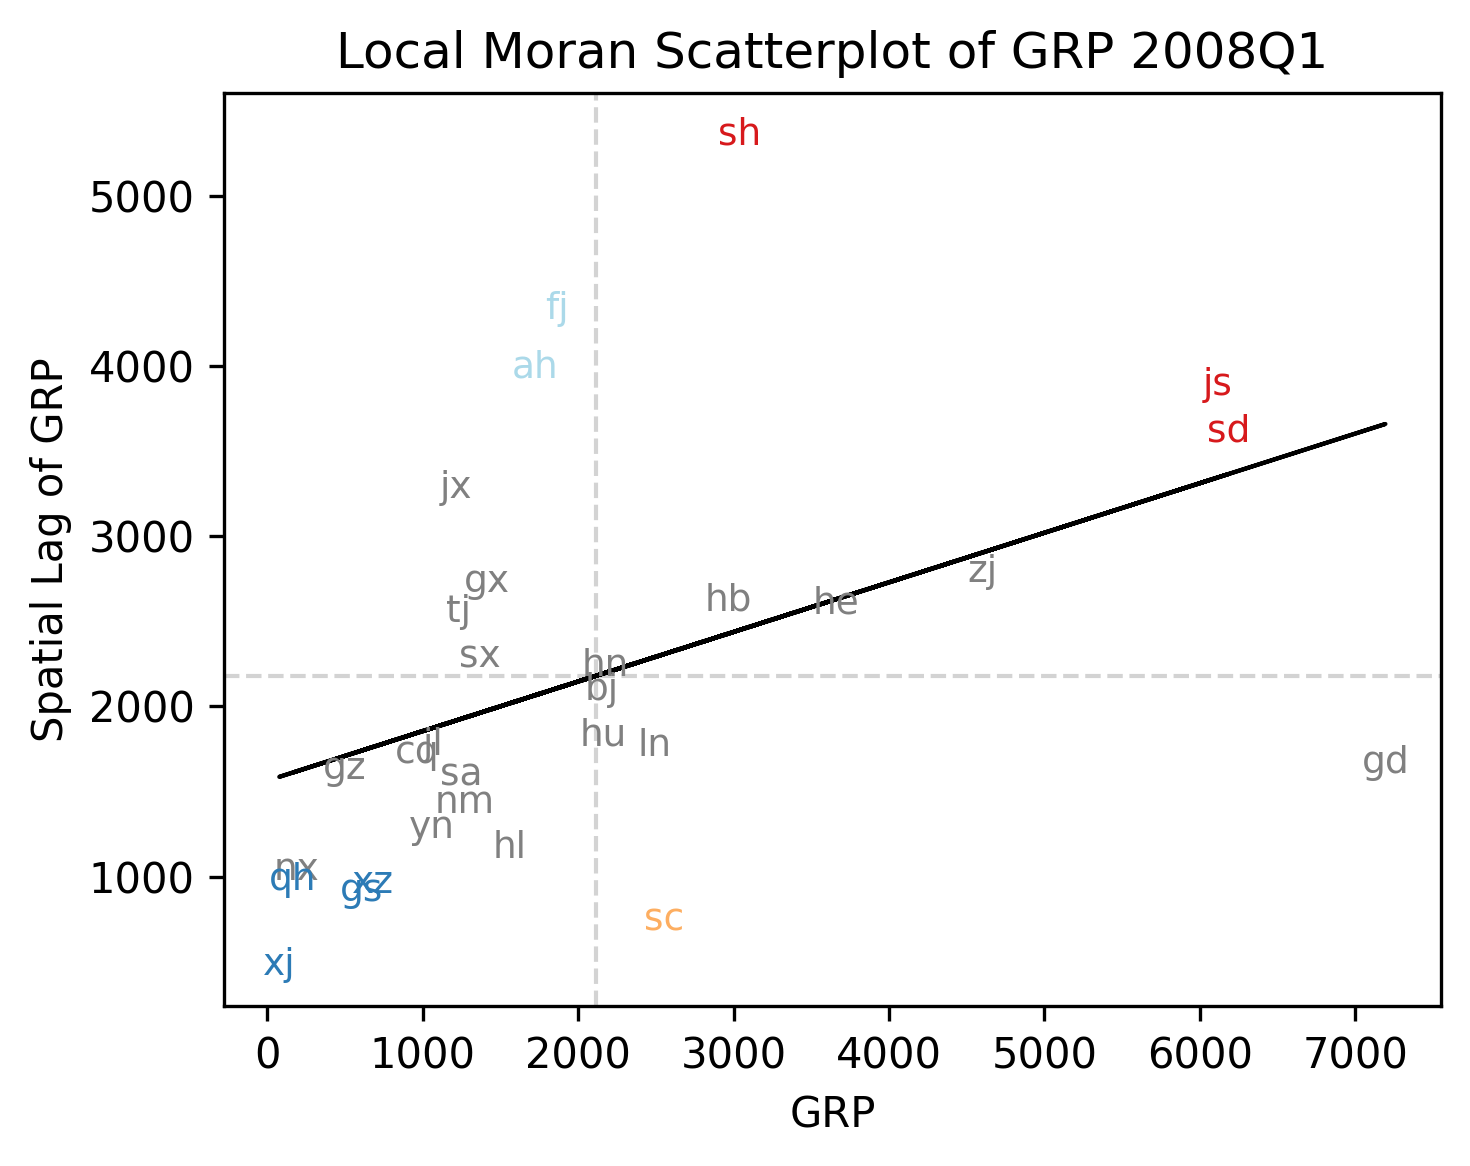 Local Moran Scatterplot of GRP 2008Q1
Spatial Lag of GRP
5000
4000
3000
2000
1000
sh
fj
ah
js
sd
jx
gx
tj
sx
zj
hb
he
hn
bj
hu
ln
gd
cq
jl
gz
sa
nm
yn
hl
nx
qh
xz
gs
sc
xj
0 1000 2000 3000 4000 5000 6000 7000
GRP